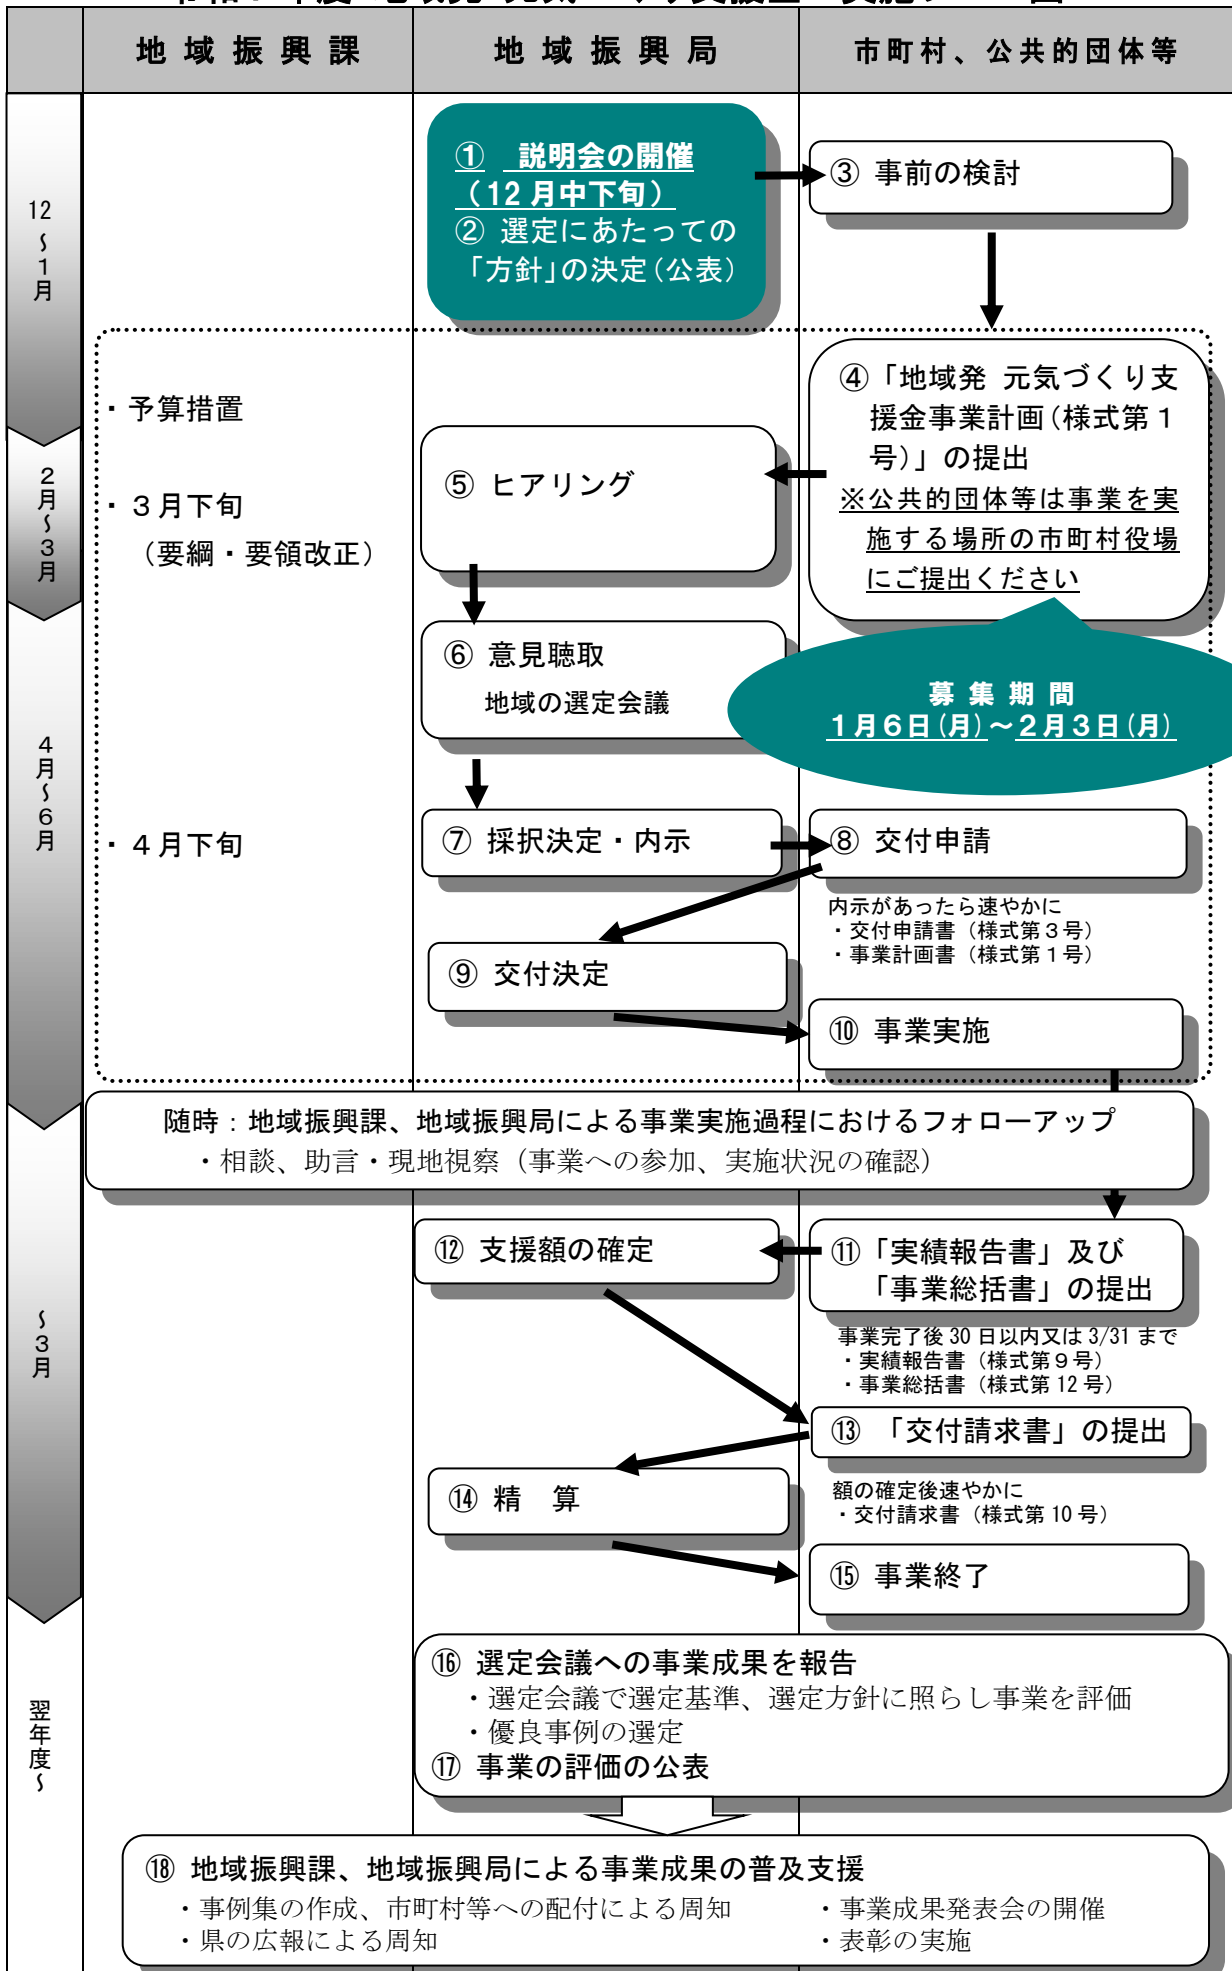 地域振興課
地域振興局
市町村、公共的団体等
12
～
1
月
① 説明会の開催
（12月中下旬）
② 選定にあたっての
「方針」の決定(公表)
③ 事前の検討
・予算措置
④「地域発 元気づくり支
援金事業計画(様式第1
号)」の提出
※公共的団体等は事業を実
施する場所の市町村役場
にご提出ください
2
月
～
3
月
・３月下旬
（要綱・要領改正）
⑤ ヒアリング
⑥ 意見聴取
地域の選定会議
募集期間
１月６日(月)～２月３日(月)
4
月
～
6
月
・４月下旬
⑦ 採択決定・内示
⑧ 交付申請
内示があったら速やかに
・交付申請書（様式第３号）
・事業計画書（様式第１号）
⑨ 交付決定
⑩ 事業実施
随時：地域振興課、地域振興局による事業実施過程におけるフォローアップ
・相談、助言・現地視察（事業への参加、実施状況の確認）
～
3
月
⑫ 支援額の確定
⑪「実績報告書」及び
「事業総括書」の提出
事業完了後30日以内又は3/31まで
・実績報告書（様式第９号）
・事業総括書（様式第12号）
⑬ 「交付請求書」の提出
額の確定後速やかに
・交付請求書（様式第10号）
⑭ 精　算
⑮ 事業終了
翌
年
度
～
⑯ 選定会議への事業成果を報告
・選定会議で選定基準、選定方針に照らし事業を評価
・優良事例の選定
⑰ 事業の評価の公表
⑱ 地域振興課、地域振興局による事業成果の普及支援
・事例集の作成、市町村等への配付による周知
・事業成果発表会の開催
・県の広報による周知
・表彰の実施